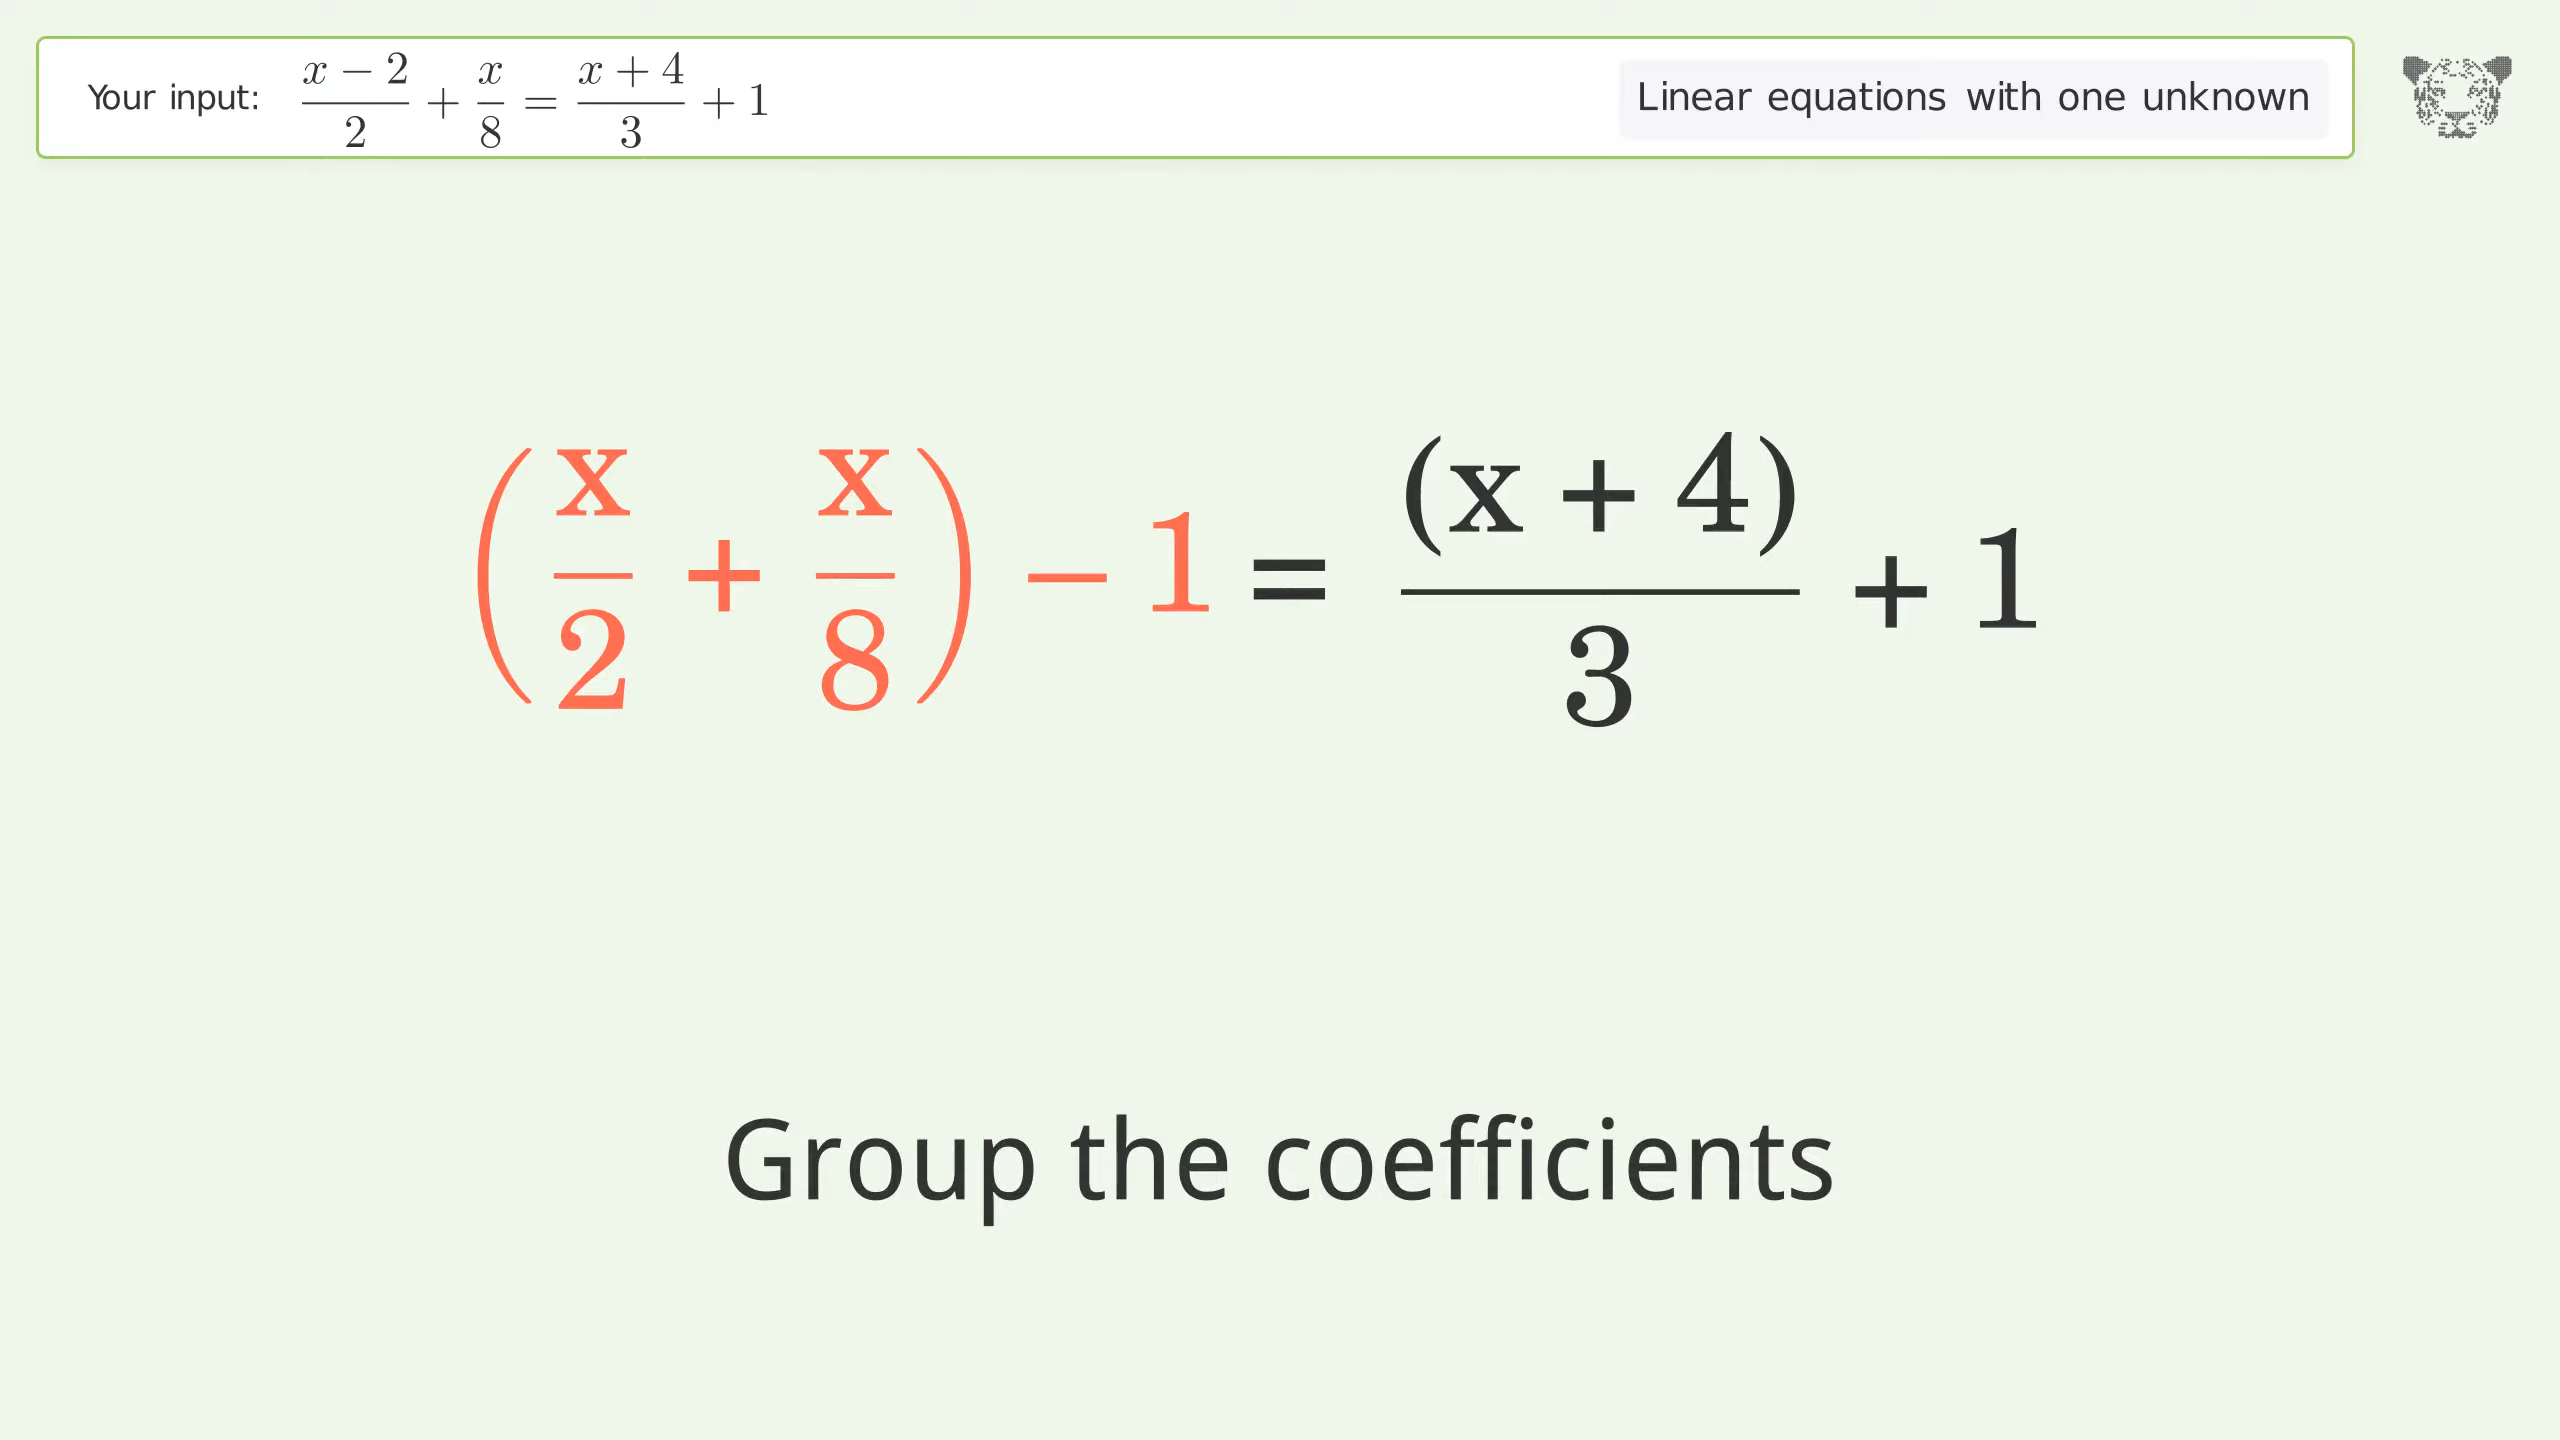 Your input: (x − 2)/2 + x/8 = (x + 4)/3 + 1
Linear equations with one unknown
(x/2 + x/8) − 1 = (x + 4)/3 + 1
Group the coefficients